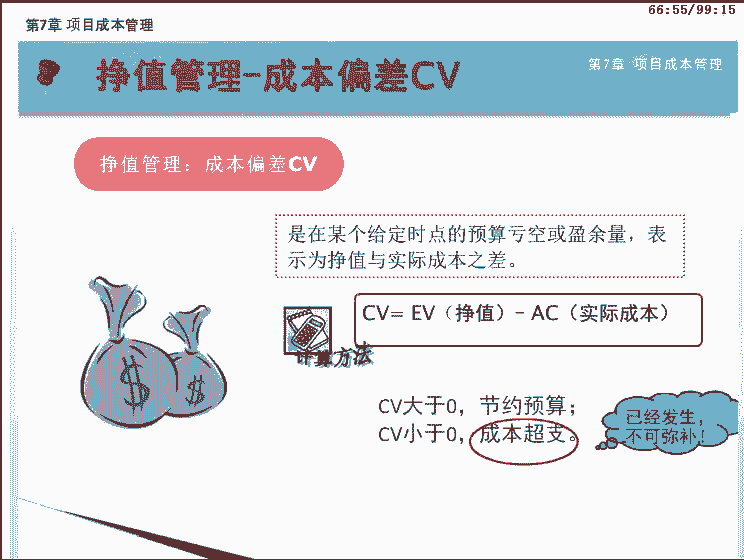 66:55/99:15
第7章 项目成本管理
挣值管理-成本偏差CV
第7章 项目成本管理
挣值管理：成本偏差CV
是在某个给定时点的预算亏空或盈余量，表
示为挣值与实际成本之差。
CV= EV（挣值）- AC（实际成本）
计算方法
CV大于0，节约预算；
CV小于0，成本超支。
已经发生，
不可弥补！
$
$